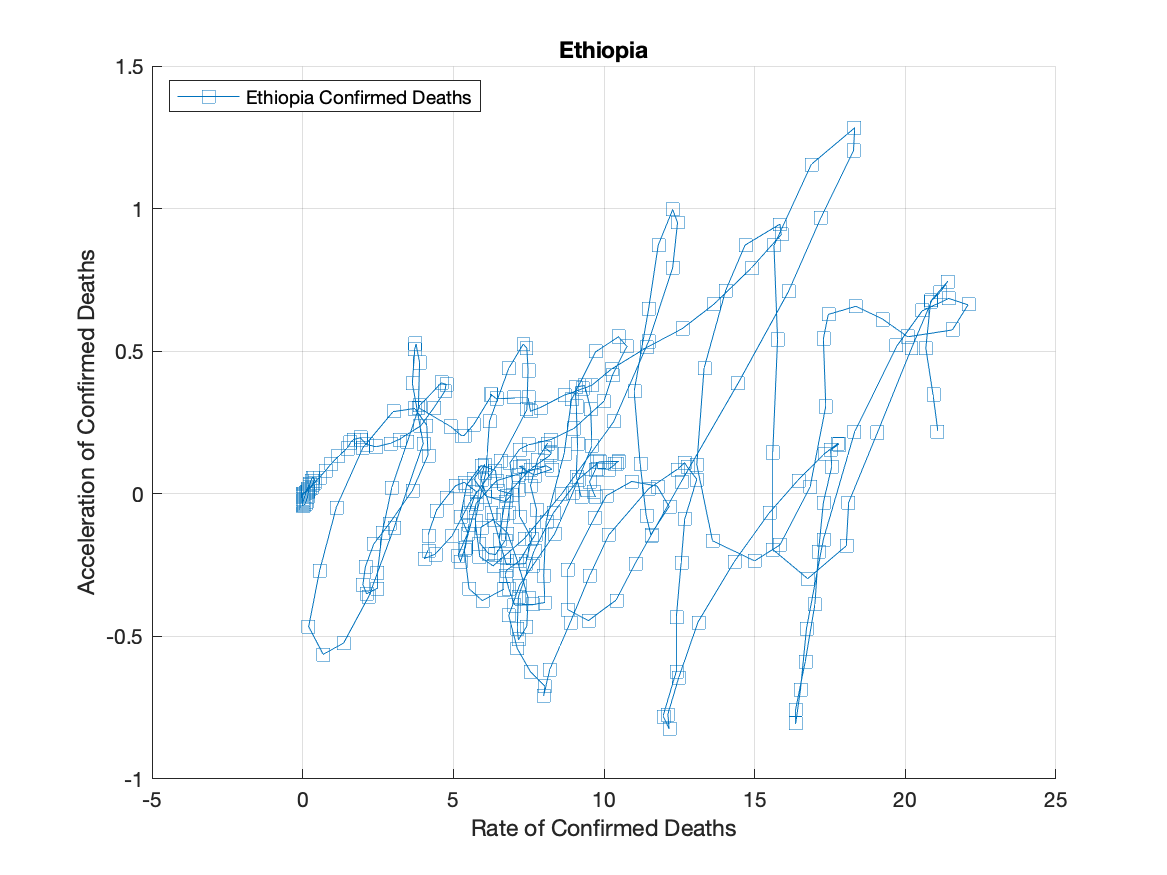 Ethiopia
Ethiopia Confirmed Deaths
1.5
1
0.5
0
-0.5
-1
Acceleration of Confirmed Deaths
-5 0 5 10 15 20 25
Rate of Confirmed Deaths